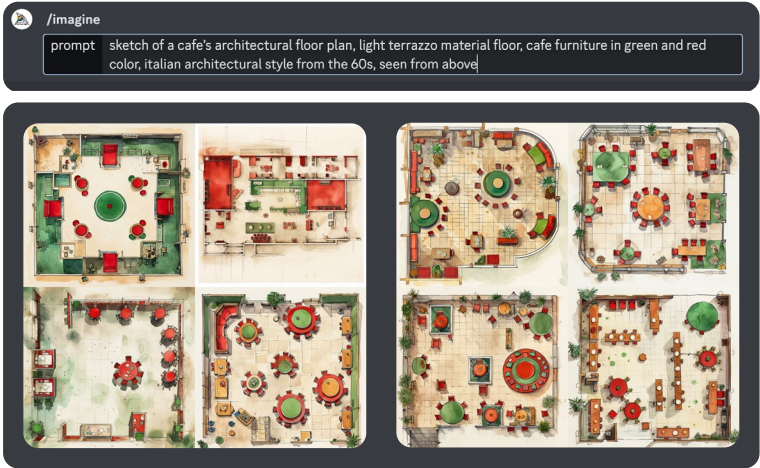 /imagine
prompt sketch of a cafe's architectural floor plan, light terrazzo material floor, cafe furniture in green and red
color, italian architectural style from the 60s, seen from above